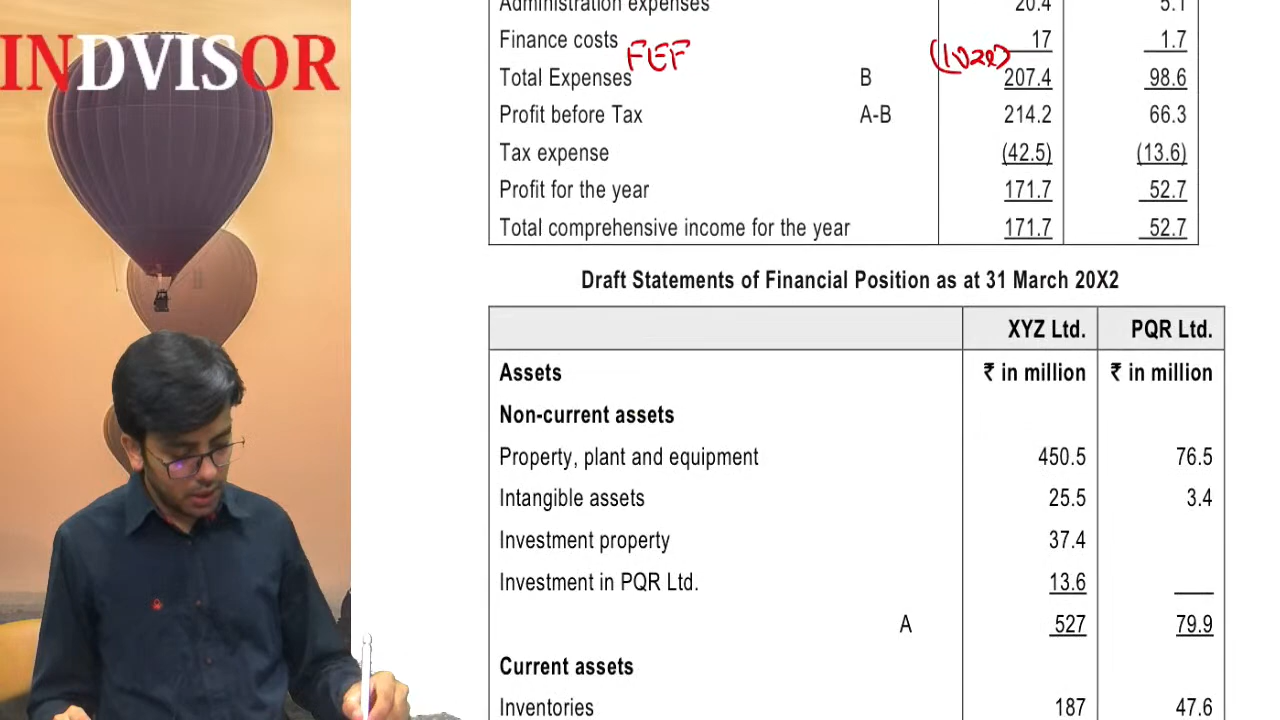 INDVISOR
Administration expenses 20.4 5.1
Finance costs 17 1.7
FEF
Total Expenses B 207.4 98.6
Profit before Tax A-B 214.2 66.3
Tax expense (42.5) (13.6)
Profit for the year 171.7 52.7
Total comprehensive income for the year 171.7 52.7
Draft Statements of Financial Position as at 31 March 20X2
XYZ Ltd. PQR Ltd.
Assets ₹ in million ₹ in million
Non-current assets
Property, plant and equipment 450.5 76.5
Intangible assets 25.5 3.4
Investment property 37.4
Investment in PQR Ltd. 13.6
A 527 79.9
Current assets
Inventories 187 47.6